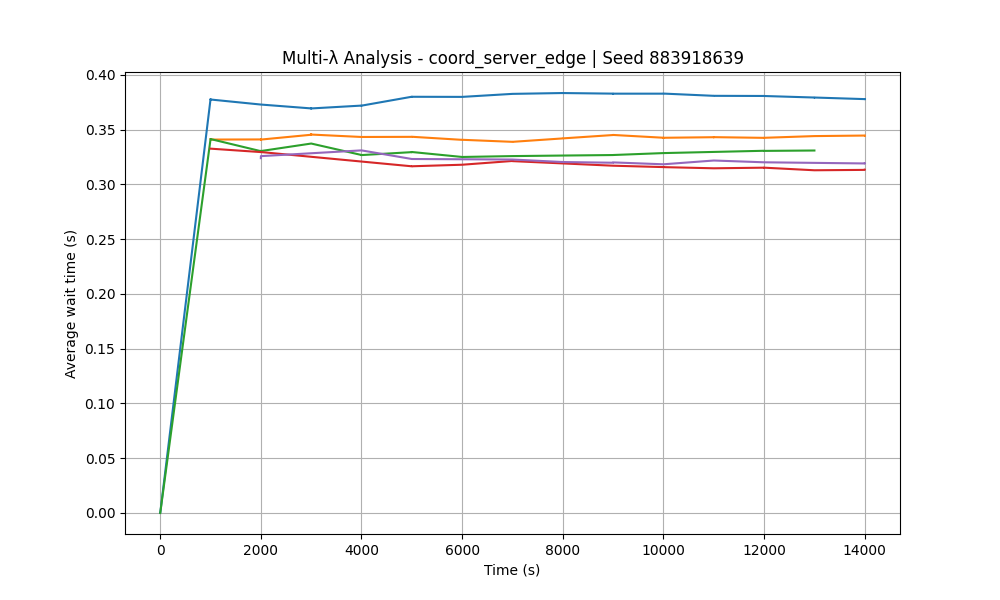 Multi-λ Analysis - coord_server_edge | Seed 883918639
Average wait time (s)
0.40
0.35
0.30
0.25
0.20
0.15
0.10
0.05
0.00
0 2000 4000 6000 8000 10000 12000 14000
Time (s)